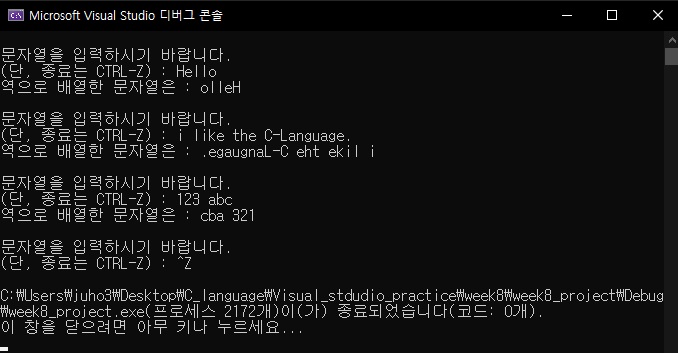 Microsoft Visual Studio 디버그 콘솔
문자열을 입력하시기 바랍니다.
(단, 종료는 CTRL-Z) : Hello
역으로 배열한 문자열은 : olleH
문자열을 입력하시기 바랍니다.
(단, 종료는 CTRL-Z) : i like the C-Language.
역으로 배열한 문자열은 : .egaugnaL-C eht ekil i
문자열을 입력하시기 바랍니다.
(단, 종료는 CTRL-Z) : 123 abc
역으로 배열한 문자열은 : cba 321
문자열을 입력하시기 바랍니다.
(단, 종료는 CTRL-Z) : ^Z
C:₩Users₩juho3₩Desktop₩C_language₩Visual_stdudio_practice₩week8₩week8_project₩Debug
₩week8_project.exe(프로세스 2172개)이(가) 종료되었습니다(코드: 0개).
이 창을 닫으려면 아무 키나 누르세요...